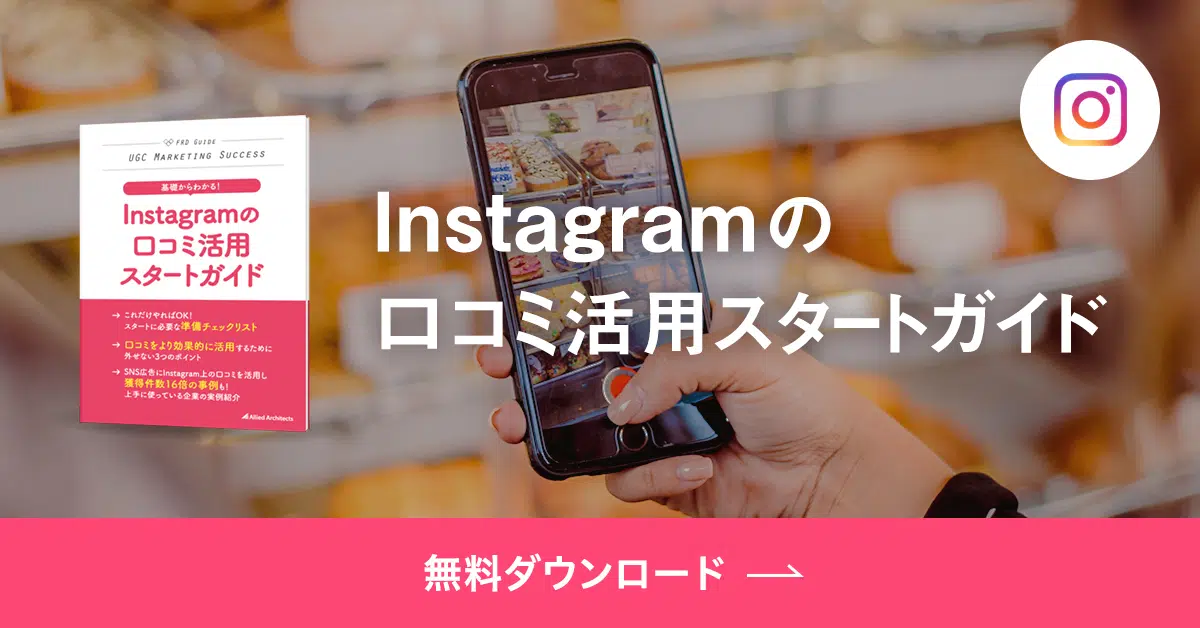 FRD GUIDE
UGC MARKETING SUCCESS
基礎からわかる!
Instagramの
口コミ活用
スタートガイド
→ これだけやればOK!
スタートに必要な準備チェックリスト
→ 口コミをより効果的に活用するために
外せない3つのポイント
→ SNS広告にInstagram上の口コミを活用し
獲得件数16倍の事例も!
上手に使っている企業の実例紹介
Allied Architects
Instagramの
口コミ活用スタートガイド
無料ダウンロード →